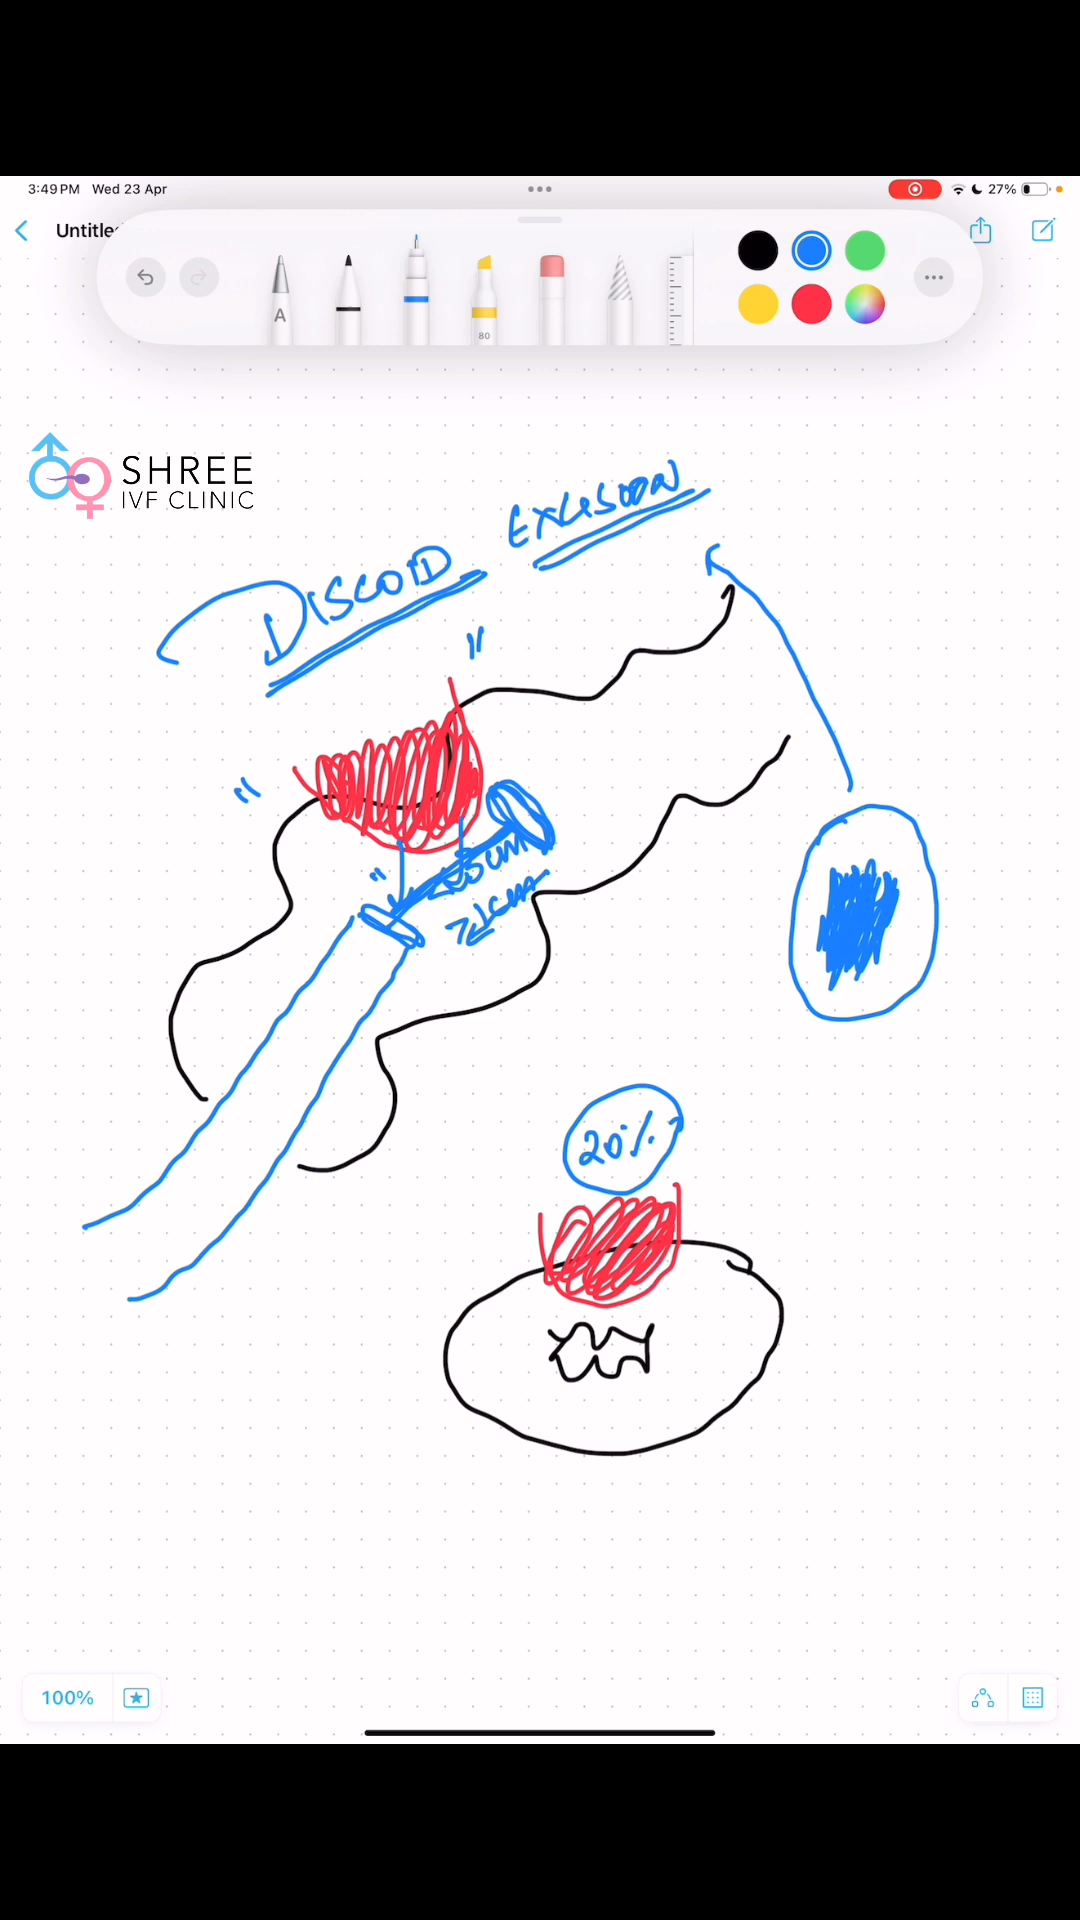 3:49 PM Wed 23 Apr
27%
Untitle
A
80
SHREE
IVF CLINIC
DISCOID EXCISION
20%
100%